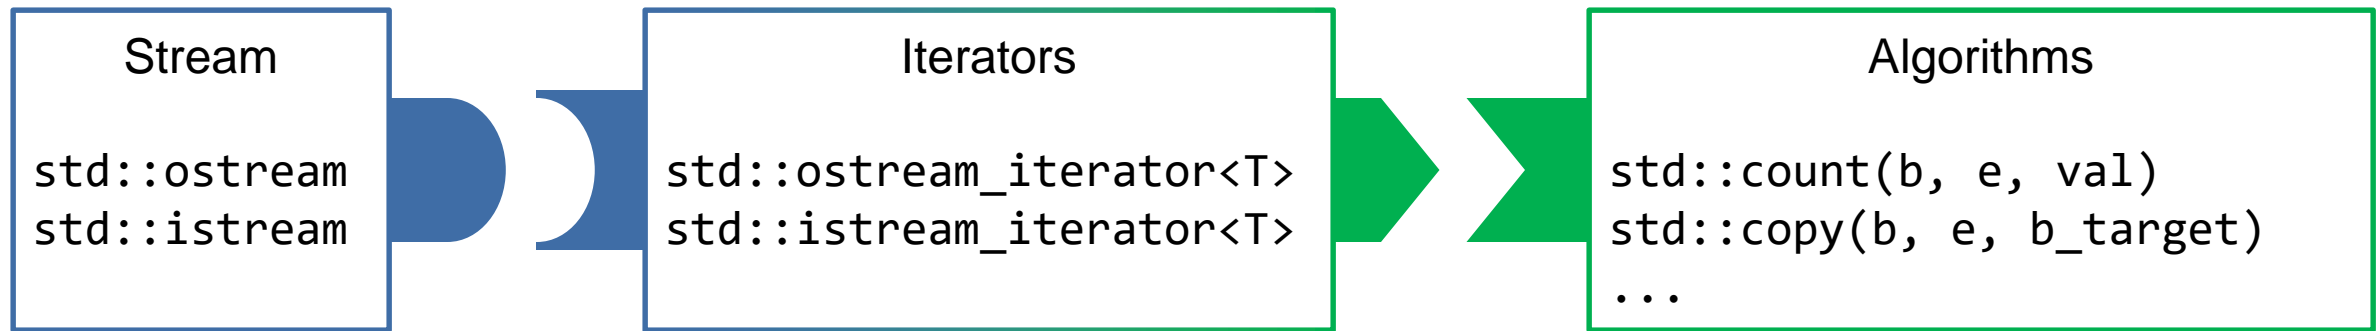 Stream
std::ostream
std::istream
Iterators
std::ostream_iterator<T>
std::istream_iterator<T>
Algorithms
std::count(b, e, val)
std::copy(b, e, b_target)
...